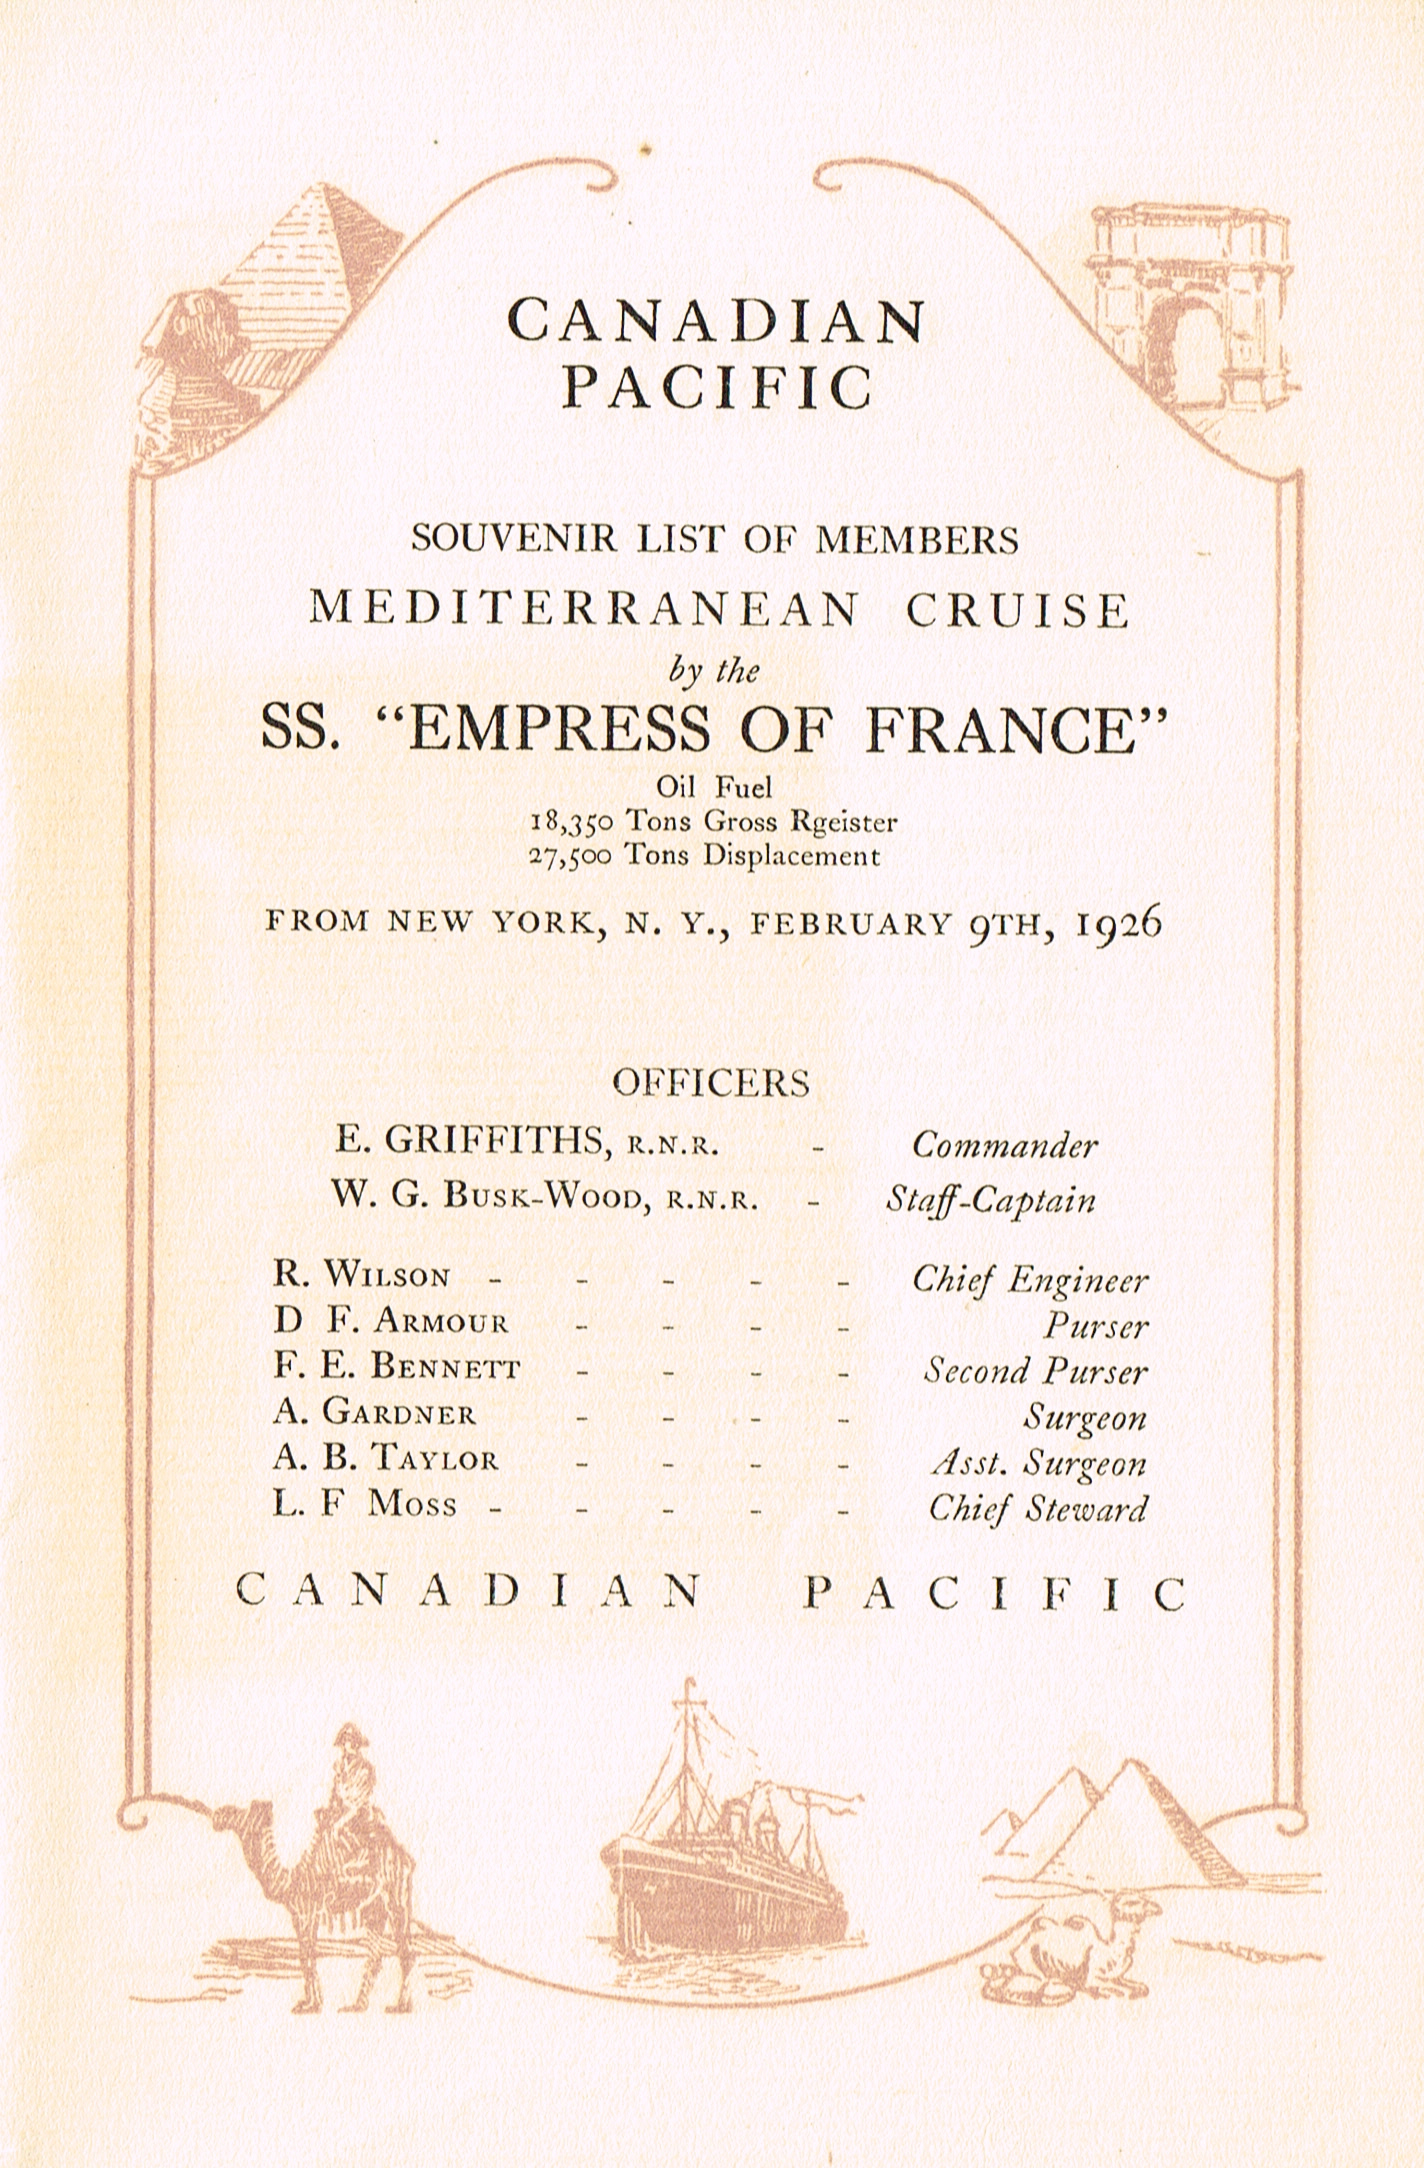 CANADIAN
PACIFIC
SOUVENIR LIST OF MEMBERS
MEDITERRANEAN CRUISE
by the
SS. “EMPRESS OF FRANCE”
Oil Fuel
18,350 Tons Gross Rgeister
27,500 Tons Displacement
FROM NEW YORK, N. Y., FEBRUARY 9TH, 1926
OFFICERS
E. GRIFFITHS, R.N.R. - Commander
W. G. BUSK-WOOD, R.N.R. - Staff-Captain
R. WILSON - - - - - Chief Engineer
D F. ARMOUR - - - - Purser
F. E. BENNETT - - - - Second Purser
A. GARDNER - - - - Surgeon
A. B. TAYLOR - - - - Asst. Surgeon
L. F MOSS - - - - - Chief Steward
CANADIAN PACIFIC